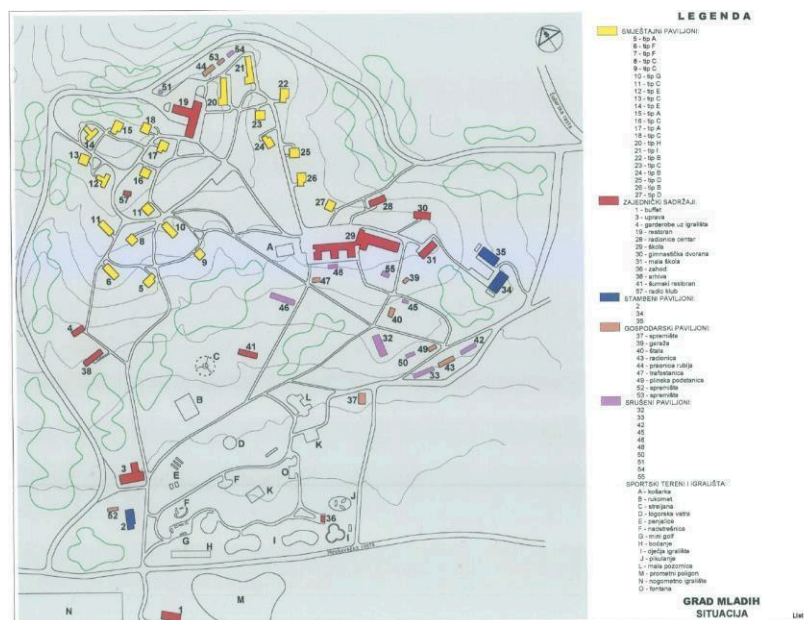 LEGENDA
SMJEŠTAJNI PAVILJONI:
5 - tip A
6 - tip F
7 - tip F
8 - tip C
9 - tip C
10 - tip G
11 - tip C
12 - tip E
13 - tip C
14 - tip E
15 - tip A
16 - tip C
17 - tip A
18 - tip C
20 - tip H
21 - tip I
22 - tip B
23 - tip C
24 - tip B
25 - tip D
26 - tip B
27 - tip D
ZAJEDNIČKI SADRŽAJI:
1 - buffet
3 - uprava
4 - garderobe uz igralište
19 - restoran
28 - radionice centar
29 - škola
30 - gimnastička dvorana
31 - mala škola
36 - zahod
38 - arhiva
41 - šumski restoran
57 - radio klub
STAMBENI PAVILJONI:
2
34
35
GOSPODARSKI PAVILJONI:
37 - spremište
39 - garaža
40 - štala
43 - radionica
44 - praonica rublja
47 - trafostanica
49 - plinska podstanica
52 - spremište
53 - spremište
SRUŠENI PAVILJONI:
32
33
42
45
46
48
50
51
54
55
SPORTSKI TERENI I IGRALIŠTA:
A - košarka
B - rukomet
C - streljana
D - logorska vatra
E - penjalice
F - nadstrešnica
G - mini golf
H - boćanje
I - dječja igralište
J - pikulanje
L - mala pozornica
M - prometni poligon
N - nogometno igralište
O - fontana
GRAD MLADIH
SITUACIJA
List
54
53
44
51
21
22
20
19
23
18
15
14
17
24
13
25
16
12
26
57
27
28
11
11
30
10
29
8
A
31
35
9
48
55
6
5
47
39
34
46
45
40
4
32
42
C
41
49
38
50
43
33
B
L
37
D
K
3
E
O
F
K
J
F
52
36
2
I
G
H
I
N
M
1